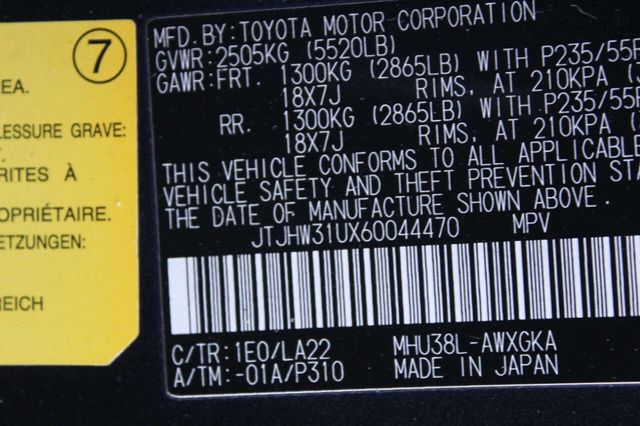 7
EA.
LESSURE GRAVE:
RITES À
OPRIÉTAIRE.
ETZUNGEN:
REICH
MFD. BY: TOYOTA MOTOR CORPORATION
GVWR: 2505KG (5520LB)
GAWR: FRT. 1300KG (2865LB) WITH P235/55R
18X7J RIMS, AT 210KPA (
RR. 1300KG (2865LB) WITH P235/55R
18X7J RIMS, AT 210KPA (
THIS VEHICLE CONFORMS TO ALL APPLICABLE
VEHICLE SAFETY AND THEFT PREVENTION STA
THE DATE OF MANUFACTURE SHOWN ABOVE.
JTJHW31UX60044470 MPV
C/TR: 1E0/LA22 MHU38L-AWXGKA
A/TM: -01A/P310 MADE IN JAPAN